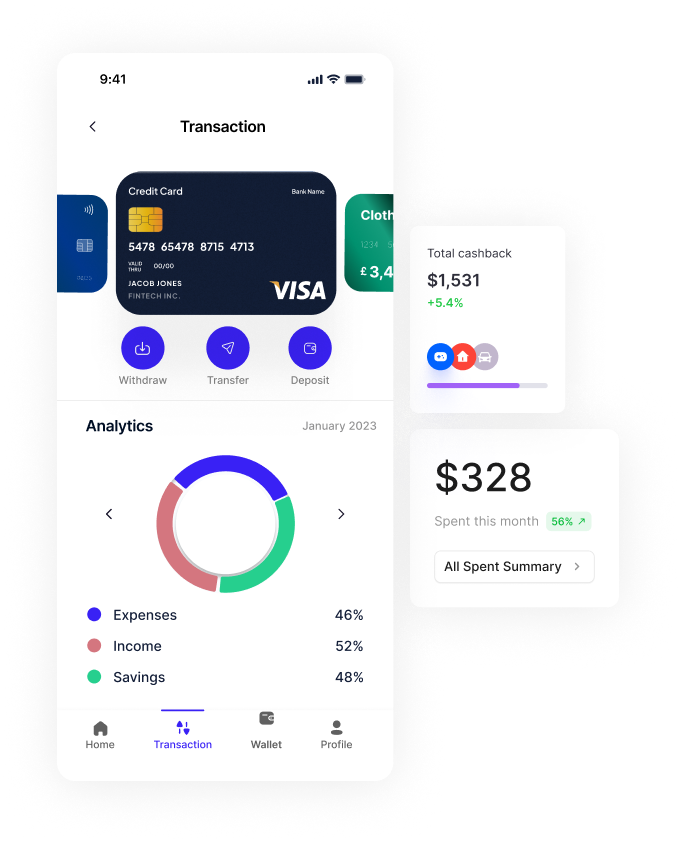 9:41
Transaction
Credit Card
Bank Name
5478 65478 8715 4713
VALID
THRU
00/00
JACOB JONES
FINTECH INC.
VISA
Cloth
1234
£ 3,4
Withdraw
Transfer
Deposit
Analytics
January 2023
Expenses 46%
Income 52%
Savings 48%
Home
Transaction
Wallet
Profile
Total cashback
$1,531
+5.4%
$328
Spent this month 56%
All Spent Summary